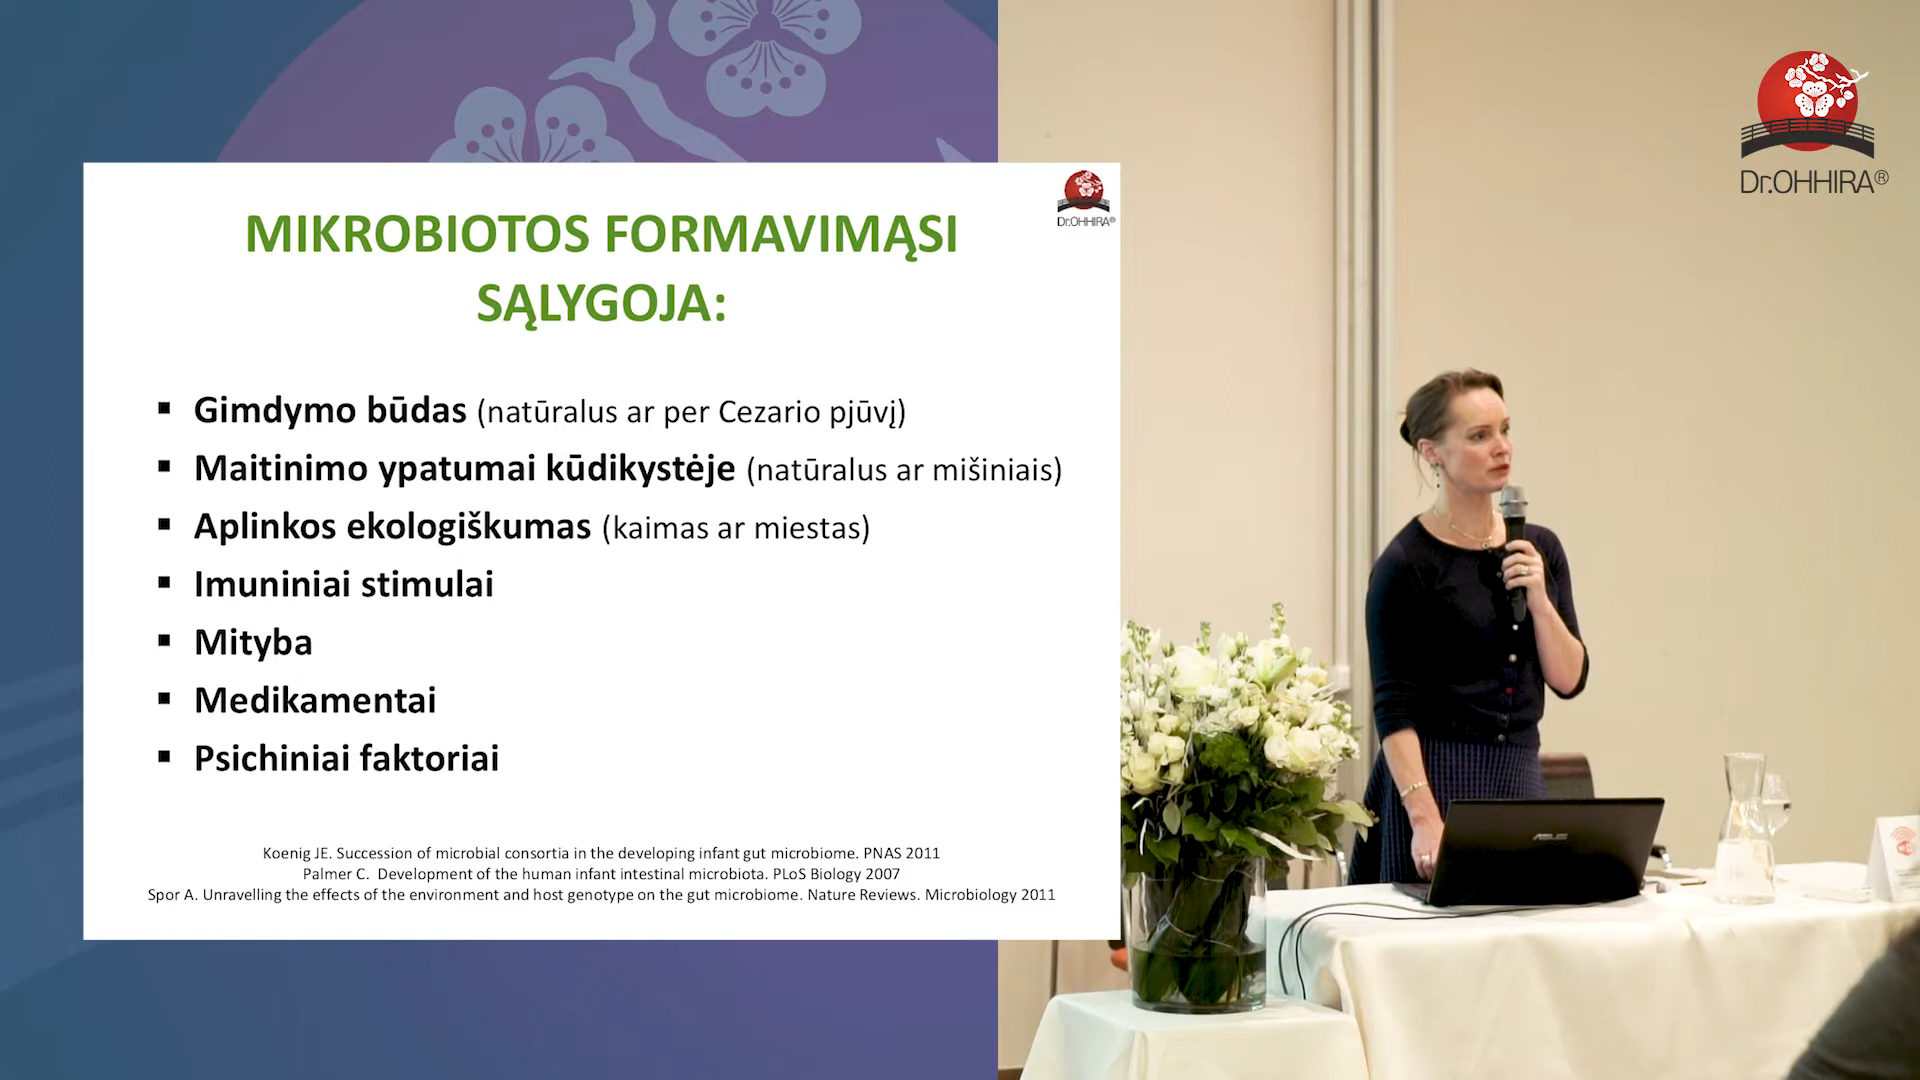 MIKROBIOTOS FORMAVIMĄSI
SĄLYGOJA:
▪ Gimdymo būdas (natūralus ar per Cezario pjūvį)
▪ Maitinimo ypatumai kūdikystėje (natūralus ar mišiniais)
▪ Aplinkos ekologiškumas (kaimas ar miestas)
▪ Imuniniai stimulai
▪ Mityba
▪ Medikamentai
▪ Psichiniai faktoriai
Koenig JE. Succession of microbial consortia in the developing infant gut microbiome. PNAS 2011
Palmer C. Development of the human infant intestinal microbiota. PLoS Biology 2007
Spor A. Unravelling the effects of the environment and host genotype on the gut microbiome. Nature Reviews. Microbiology 2011
Dr.OHHIRA®
Dr.OHHIRA®
ASUS